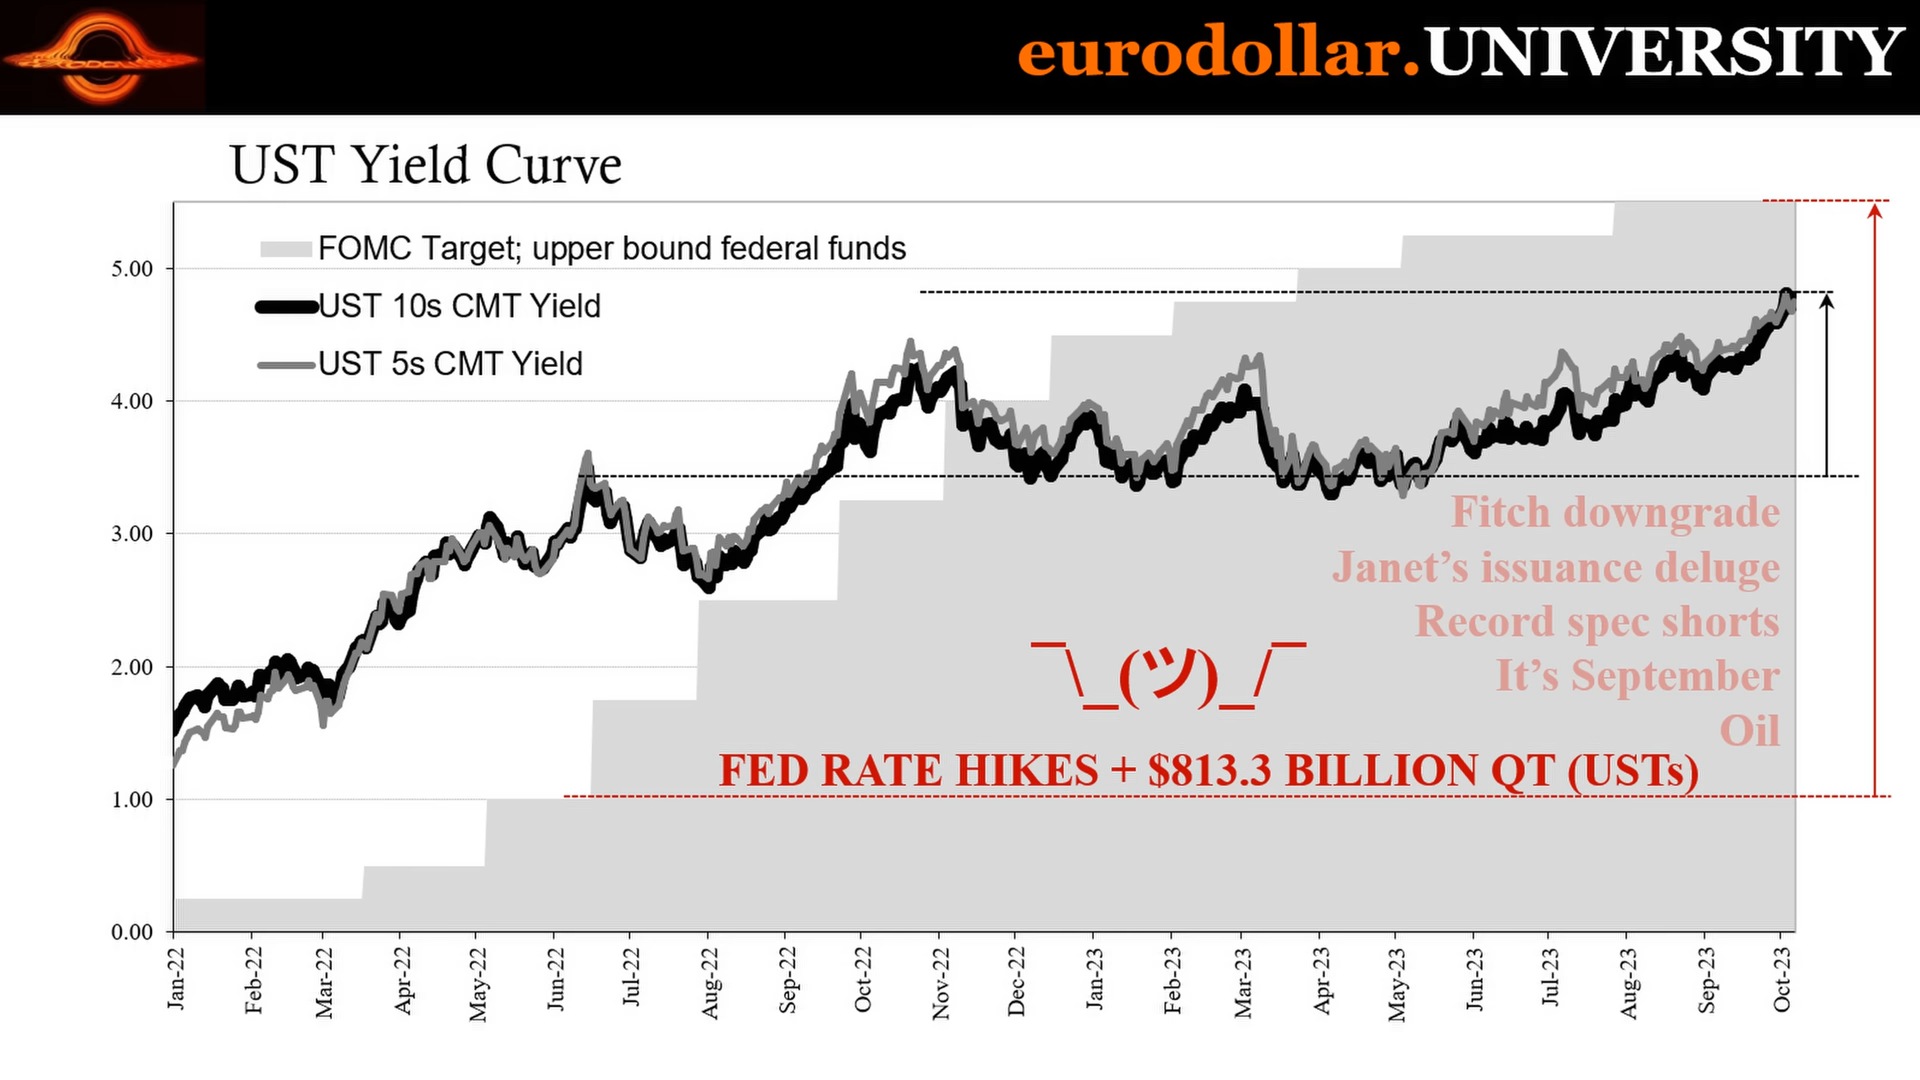 eurodollar.UNIVERSITY
UST Yield Curve
FOMC Target; upper bound federal funds
UST 10s CMT Yield
UST 5s CMT Yield
5.00
4.00
3.00
2.00
1.00
0.00
Fitch downgrade
Janet’s issuance deluge
Record spec shorts
It’s September
Oil
¯\_(ツ)_/¯
FED RATE HIKES + $813.3 BILLION QT (USTs)
Jan-22
Feb-22
Mar-22
Apr-22
May-22
Jun-22
Jul-22
Aug-22
Sep-22
Oct-22
Nov-22
Dec-22
Jan-23
Feb-23
Mar-23
Apr-23
May-23
Jun-23
Jul-23
Aug-23
Sep-23
Oct-23